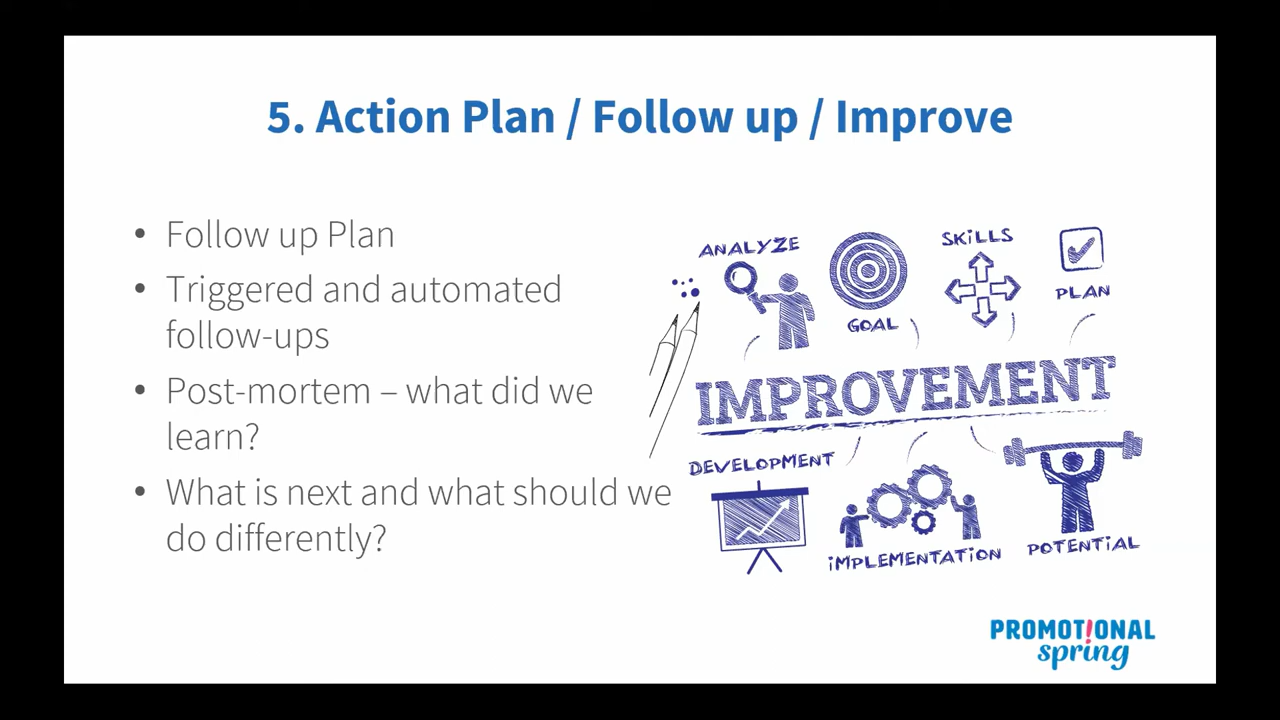 5. Action Plan / Follow up / Improve
• Follow up Plan
• Triggered and automated
follow-ups
• Post-mortem – what did we
learn?
• What is next and what should we
do differently?
ANALYZE
GOAL
SKiLLS
PLAN
IMPROVEMENT
DEVELOPMENT
iMPLEMENTATiON
POTENTiAL
PROMOT!ONAL
spring